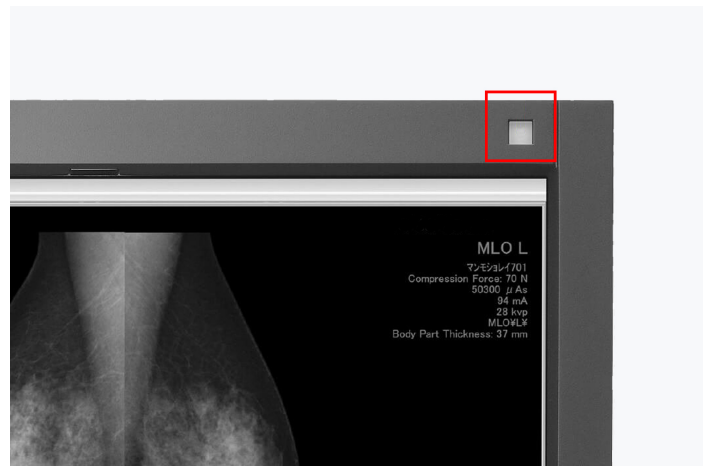 MLO L
マンモショレイ701
Compression Force: 70 N
50300 μAs
94 mA
28 kvp
MLO¥L¥
Body Part Thickness: 37 mm